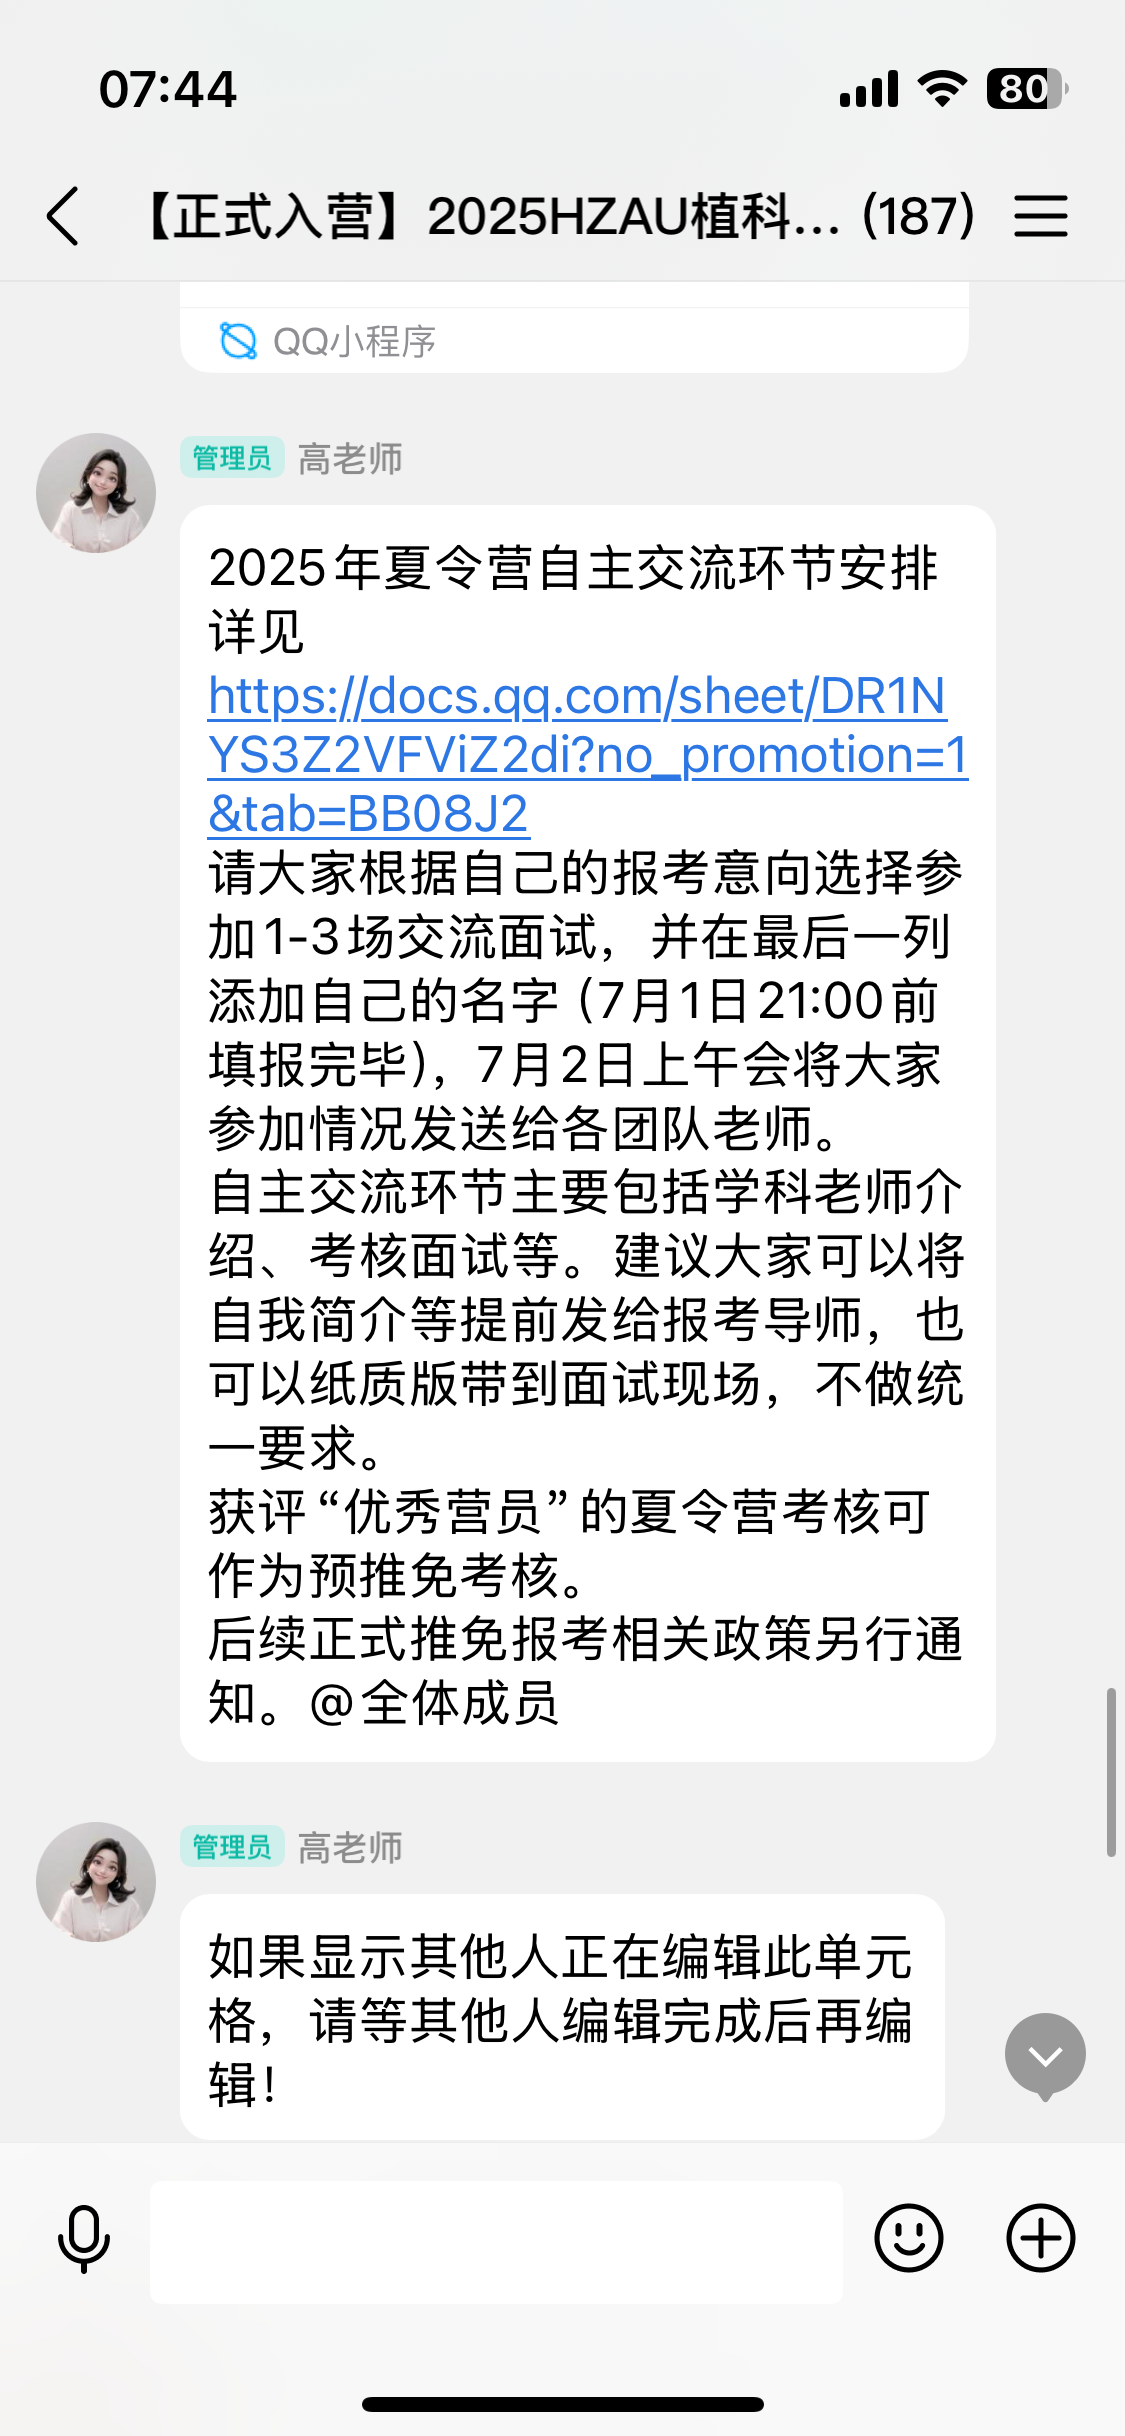 07:44
80
【正式入营】2025HZAU植科... (187)
QQ小程序
管理员 高老师
2025年夏令营自主交流环节安排
详见
https://docs.qq.com/sheet/DR1N
YS3Z2VFViZ2di?no_promotion=1
&tab=BB08J2
请大家根据自己的报考意向选择参
加1-3场交流面试，并在最后一列
添加自己的名字 (7月1日21:00前
填报完毕)，7月2日上午会将大家
参加情况发送给各团队老师。
自主交流环节主要包括学科老师介
绍、考核面试等。建议大家可以将
自我简介等提前发给报考导师，也
可以纸质版带到面试现场，不做统
一要求。
获评“优秀营员”的夏令营考核可
作为预推免考核。
后续正式推免报考相关政策另行通
知。@全体成员
管理员 高老师
如果显示其他人正在编辑此单元
格，请等其他人编辑完成后再编
辑！